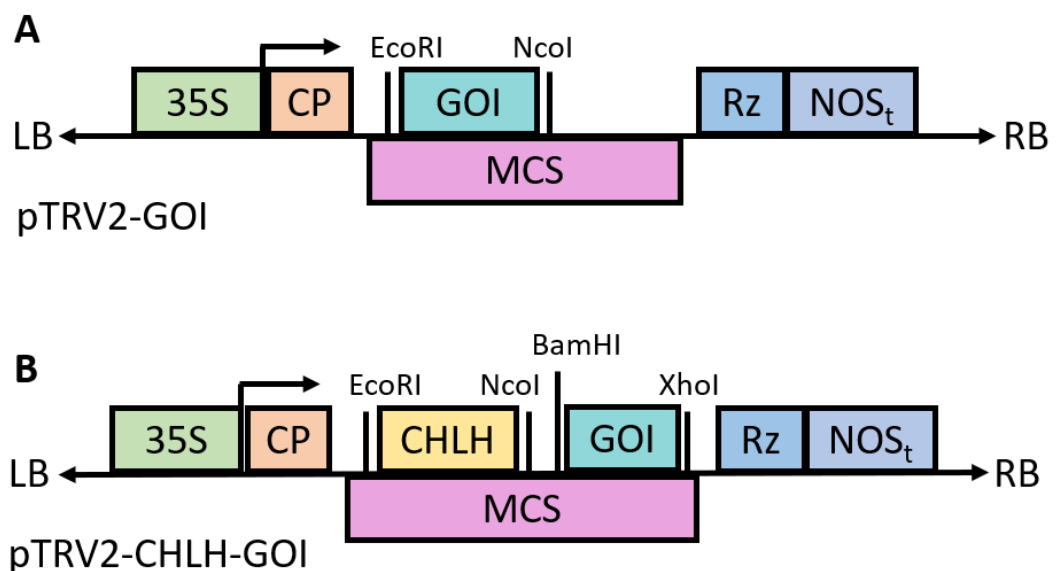 A
EcoRI NcoI
35S CP GOI Rz NOSt
LB RB
MCS
pTRV2-GOI
BamHI
B
EcoRI NcoI XhoI
35S CP CHLH GOI Rz NOSt
LB RB
MCS
pTRV2-CHLH-GOI